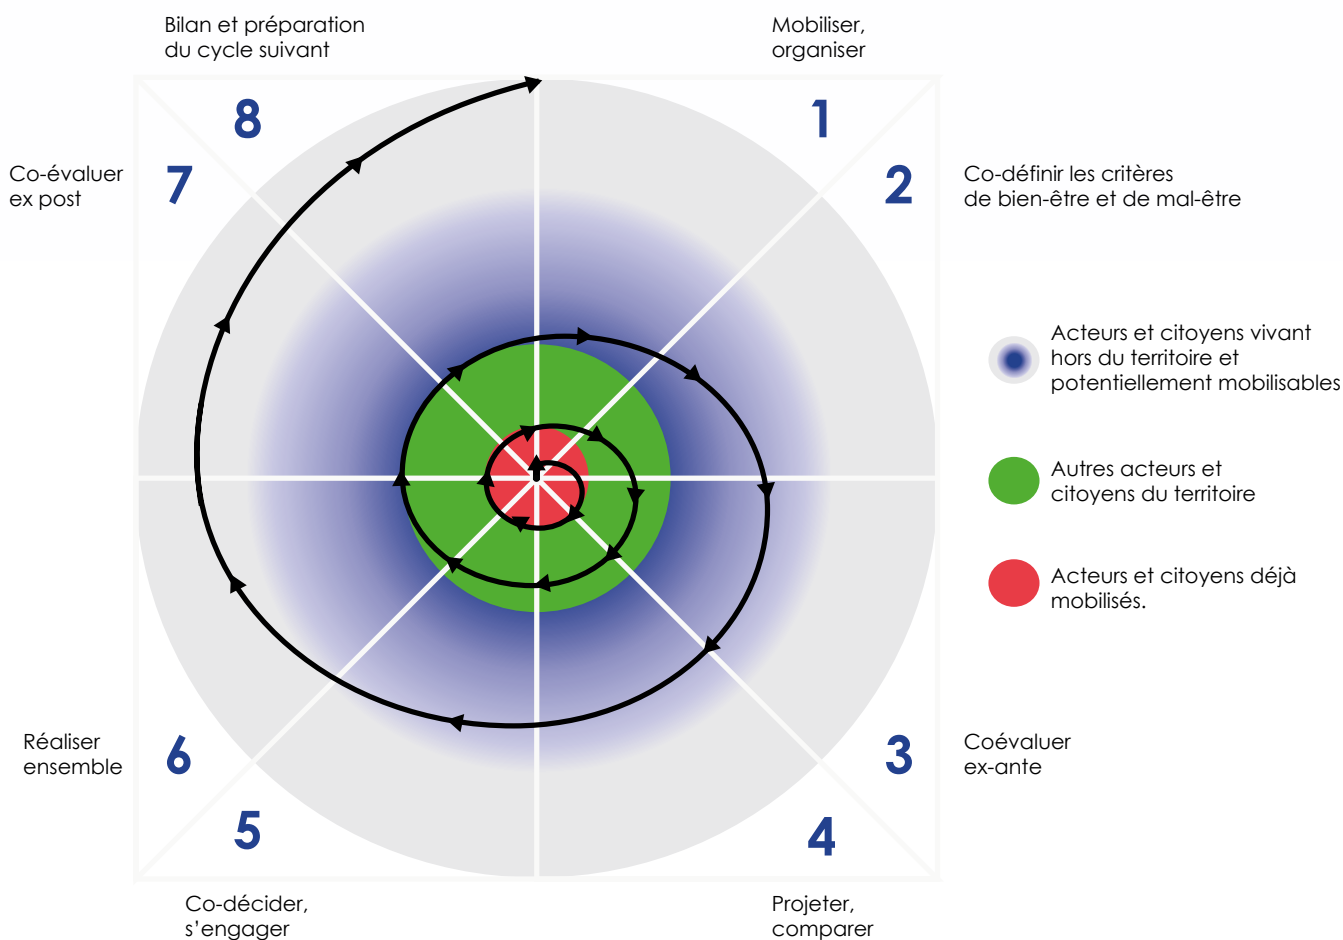 Bilan et préparation
du cycle suivant
Mobiliser,
organiser
8
1
Co-évaluer
ex post
7
2
Co-définir les critères
de bien-être et de mal-être
Acteurs et citoyens vivant
hors du territoire et
potentiellement mobilisables
Autres acteurs et
citoyens du territoire
Acteurs et citoyens déjà
mobilisés.
Réaliser
ensemble
6
3
Coévaluer
ex-ante
5
4
Co-décider,
s'engager
Projeter,
comparer